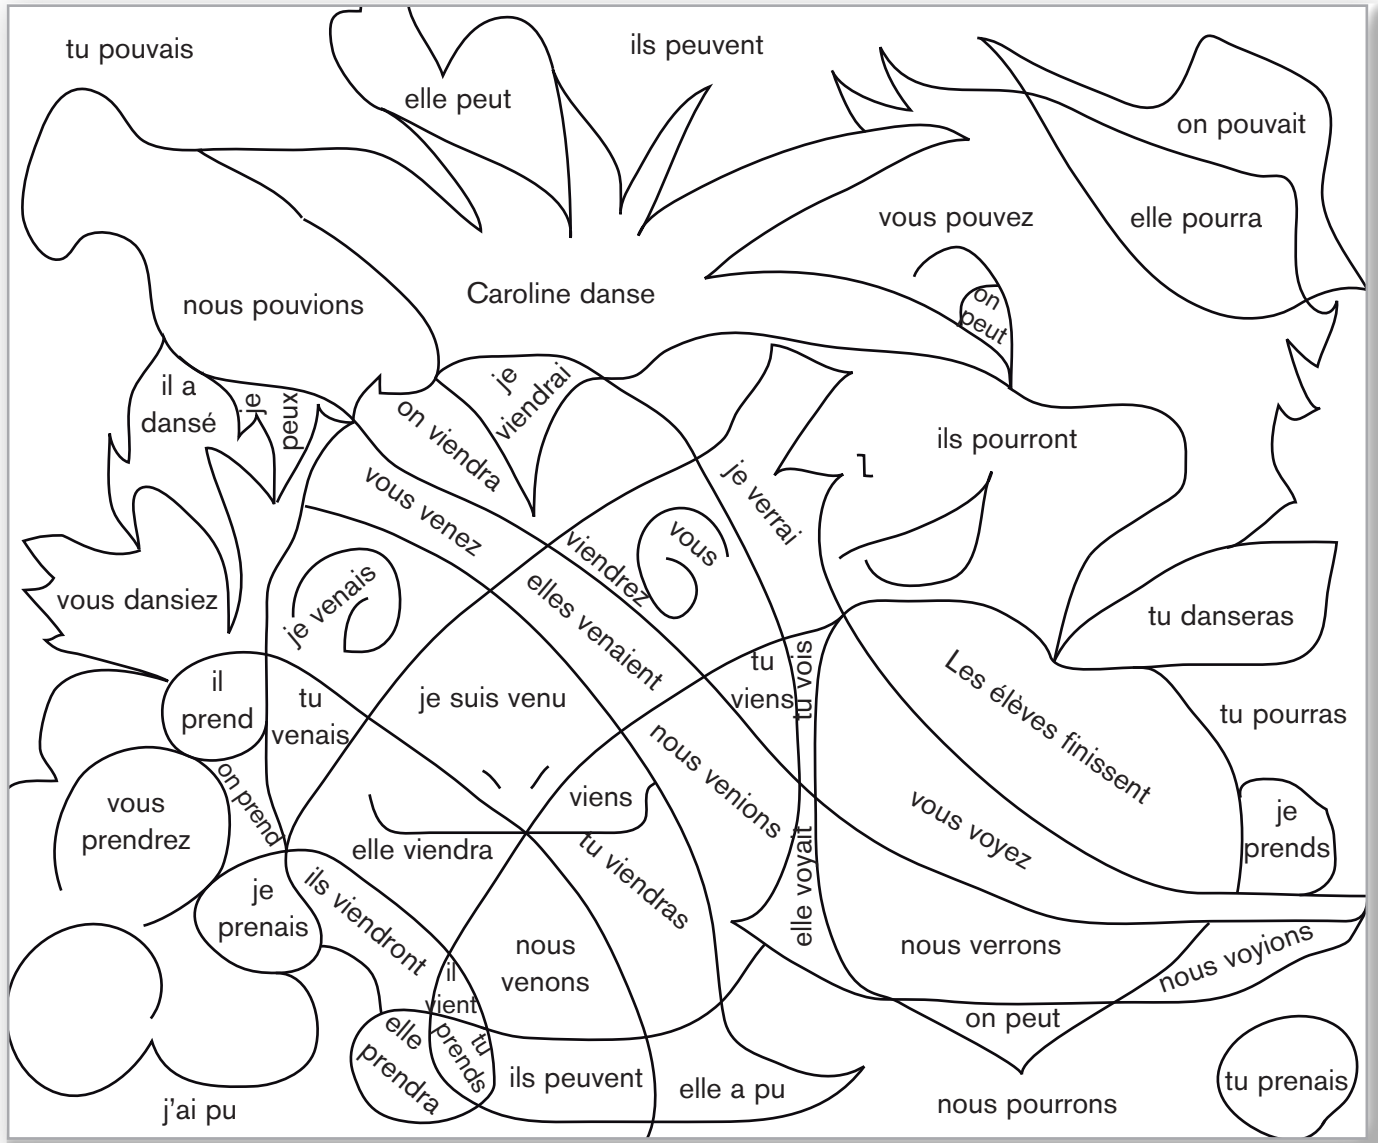 tu pouvais
ils peuvent
elle peut
on pouvait
vous pouvez
elle pourra
Caroline danse
nous pouvions
on
peut
il a
dansé
je
peux
je
viendrai
on viendra
ils pourront
vous venez
je verrai
vous
viendrez
elles venaient
je venais
vous dansiez
tu danseras
il
prend
tu
venais
je suis venu
tu
viens
tu vois
Les élèves finissent
tu pourras
nous venions
viens
vous
prendrez
on prend
elle viendra
tu viendras
elle voyait
vous voyez
je
prends
je
prenais
ils viendront
nous
venons
nous verrons
nous voyions
il
vient
on peut
elle
prendra
tu
prends
ils peuvent
elle a pu
tu prenais
j'ai pu
nous pourrons